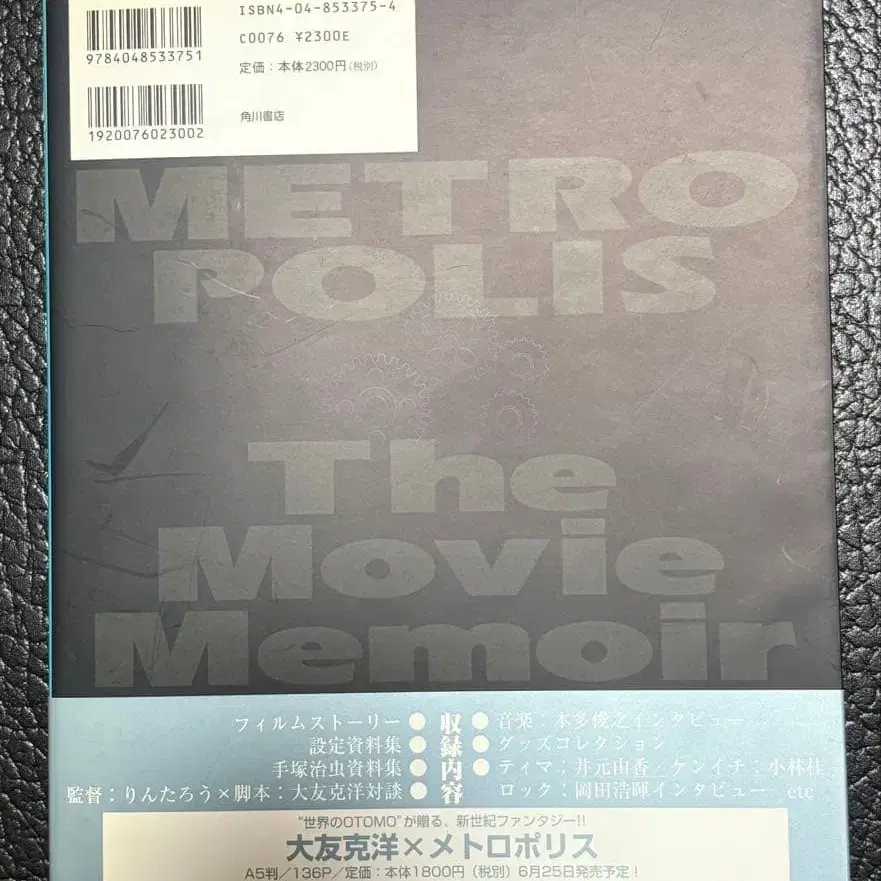 ISBN4-04-853375-4
9784048533751
C0076 ¥2300E
定価：本体2300円(税別)
1920076023002
角川書店
METRO
POLIS
The
Movie
Memoir
収録内容
フィルムストーリー●
設定資料集●
手塚治虫資料集●
監督：りんたろう×脚本：大友克洋対談●
●音楽：本多俊之インタビュー
●グッズコレクション
●ティマ：井元由香／ケンイチ：小林桂
ロック：岡田浩暉インタビュー etc
"世界のOTOMO"が贈る、新世紀ファンタジー!!
大友克洋×メトロポリス
A5判／136P／定価：本体1800円（税別）6月25日発売予定！